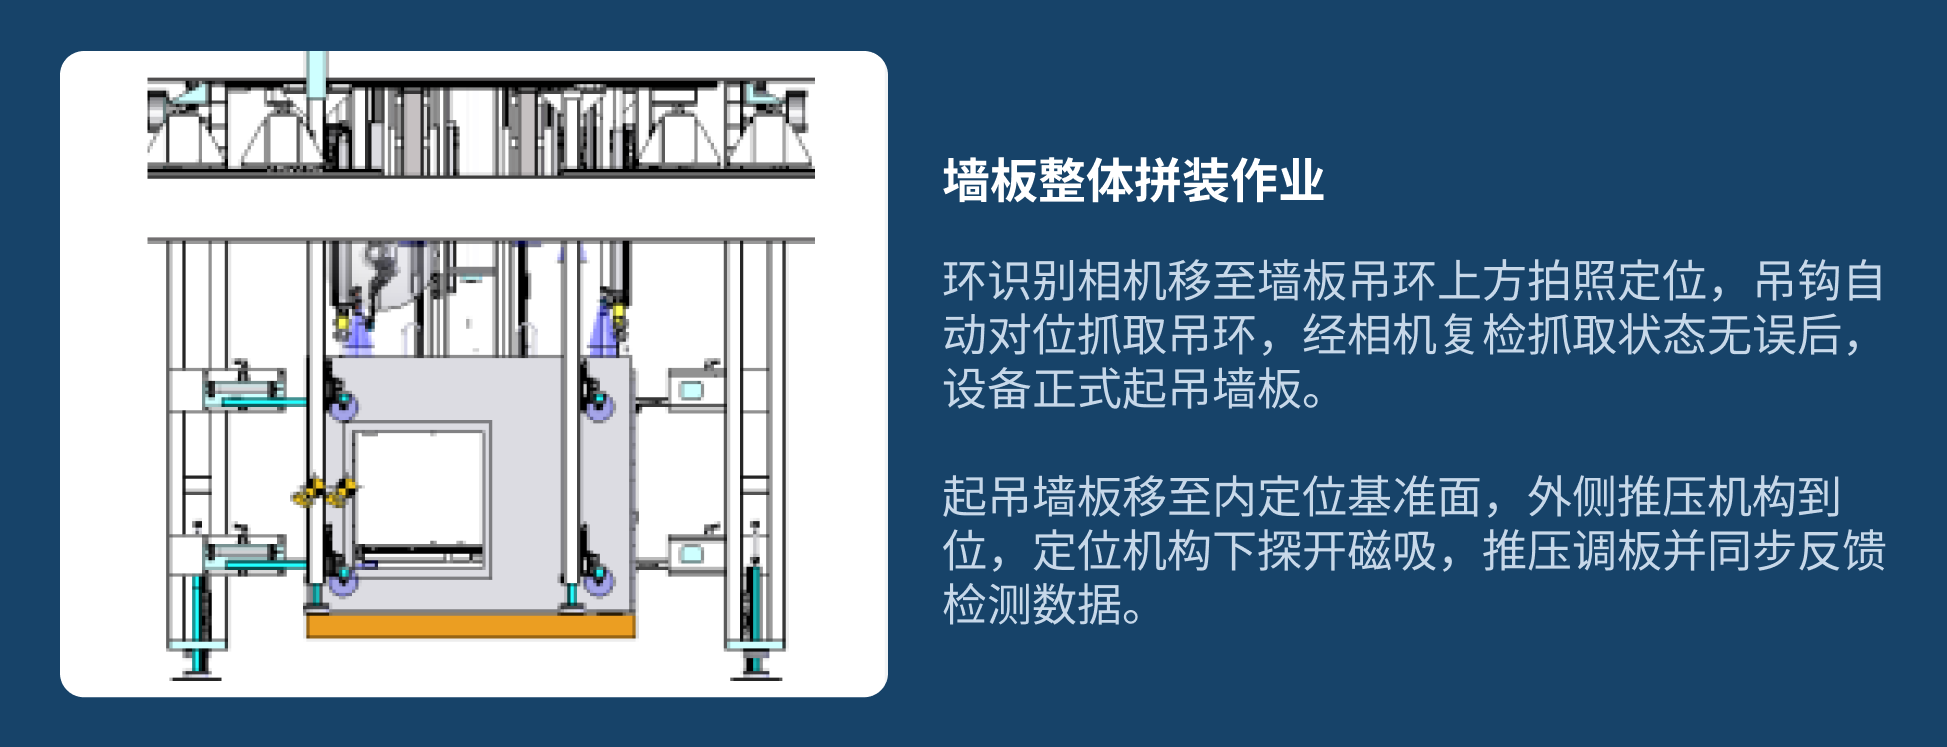 墙板整体拼装作业
环识别相机移至墙板吊环上方拍照定位，吊钩自
动对位抓取吊环，经相机复检抓取状态无误后，
设备正式起吊墙板。
起吊墙板移至内定位基准面，外侧推压机构到
位，定位机构下探开磁吸，推压调板并同步反馈
检测数据。